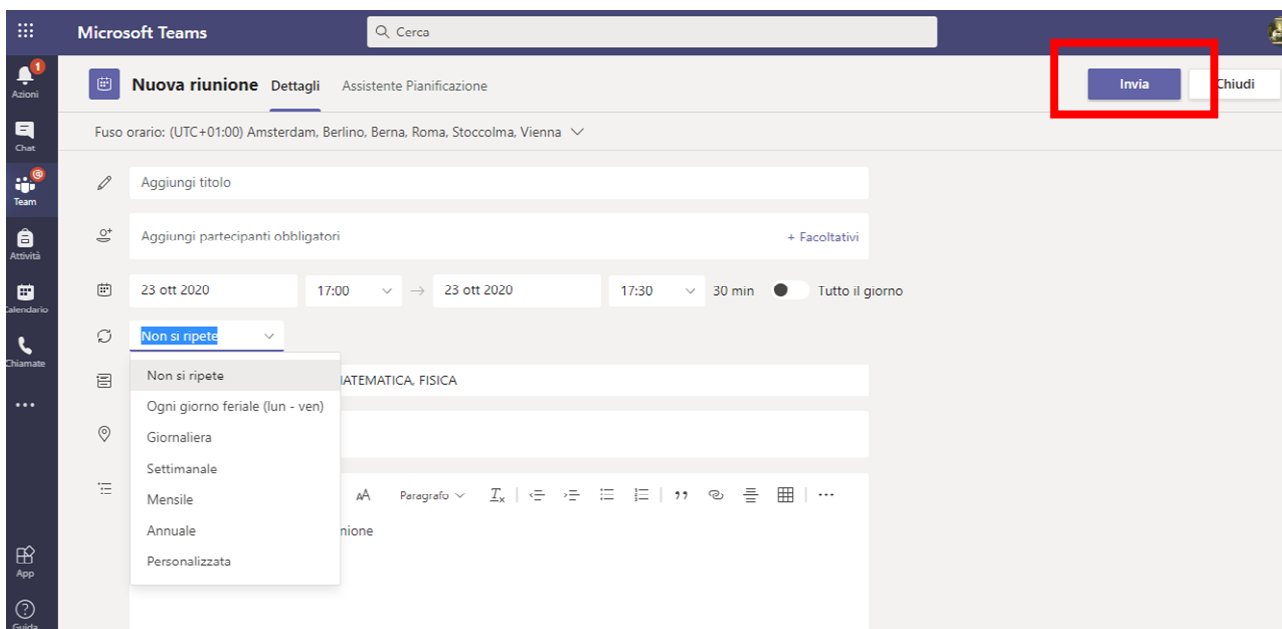 Microsoft Teams
Cerca
1
Azioni
Nuova riunione Dettagli Assistente Pianificazione
Invia Chiudi
Chat
Fuso orario: (UTC+01:00) Amsterdam, Berlino, Berna, Roma, Stoccolma, Vienna
@
Team
Aggiungi titolo
Attività
Aggiungi partecipanti obbligatori + Facoltativi
Calendario
23 ott 2020 17:00 → 23 ott 2020 17:30 30 min Tutto il giorno
Chiamate
Non si ripete
Non si ripete
MATEMATICA, FISICA
Ogni giorno feriale (lun - ven)
Giornaliera
Settimanale
Mensile
AA Paragrafo
Annuale
nione
Personalizzata
App
Guida